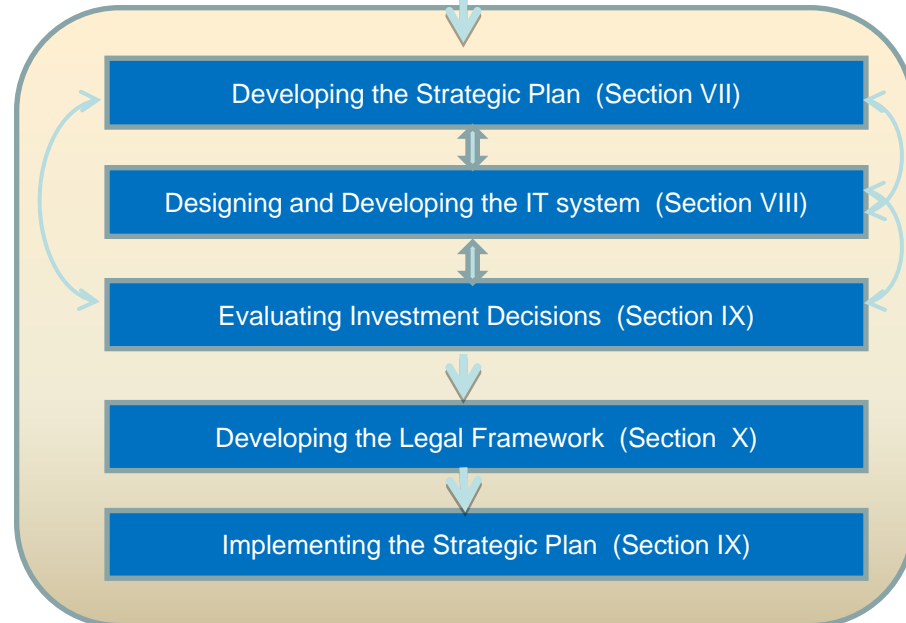 Developing the Strategic Plan  (Section VII)
Designing and Developing the IT system  (Section VIII)
Evaluating Investment Decisions  (Section IX)
Developing the Legal Framework  (Section  X)
Implementing the Strategic Plan  (Section IX)